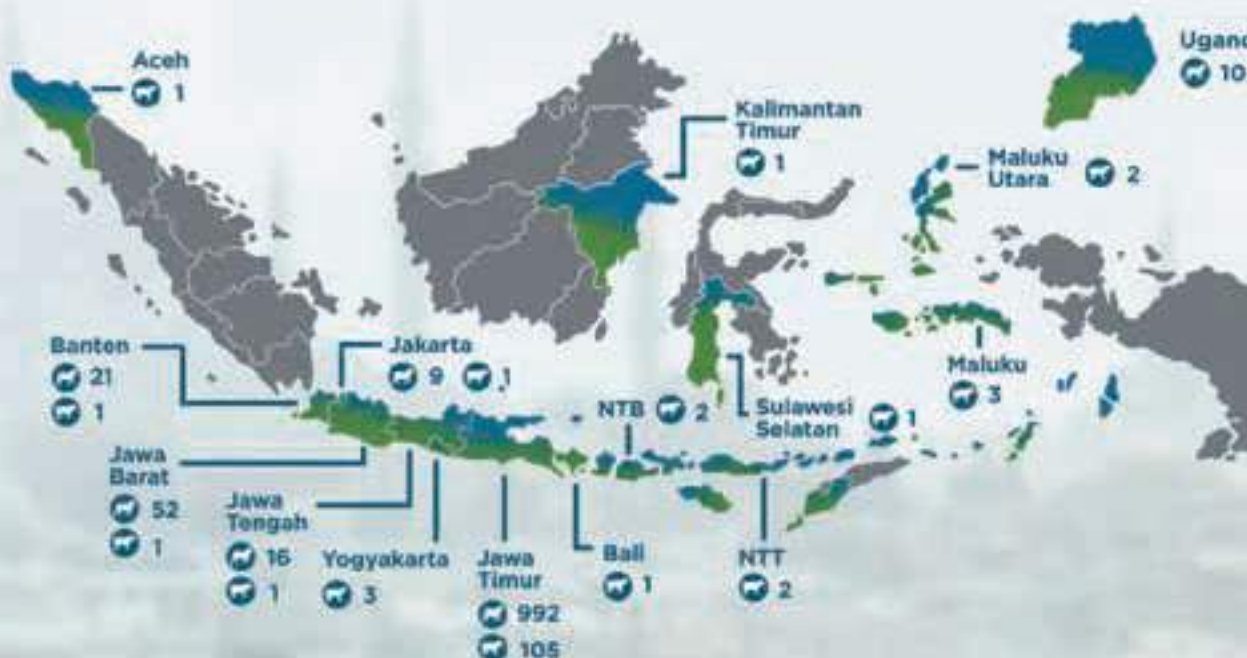 Aceh
1
Kalimantan
Timur
1
Maluku
Utara
2
10
Banten
21
1
Jakarta
9 1
NTB 2
Sulawesi
Selatan
1
Maluku
3
Jawa
Barat
52
1
Jawa
Tengah
16
1
Yogyakarta
3
Jawa
Timur
992
105
Bali
1
NTT
2